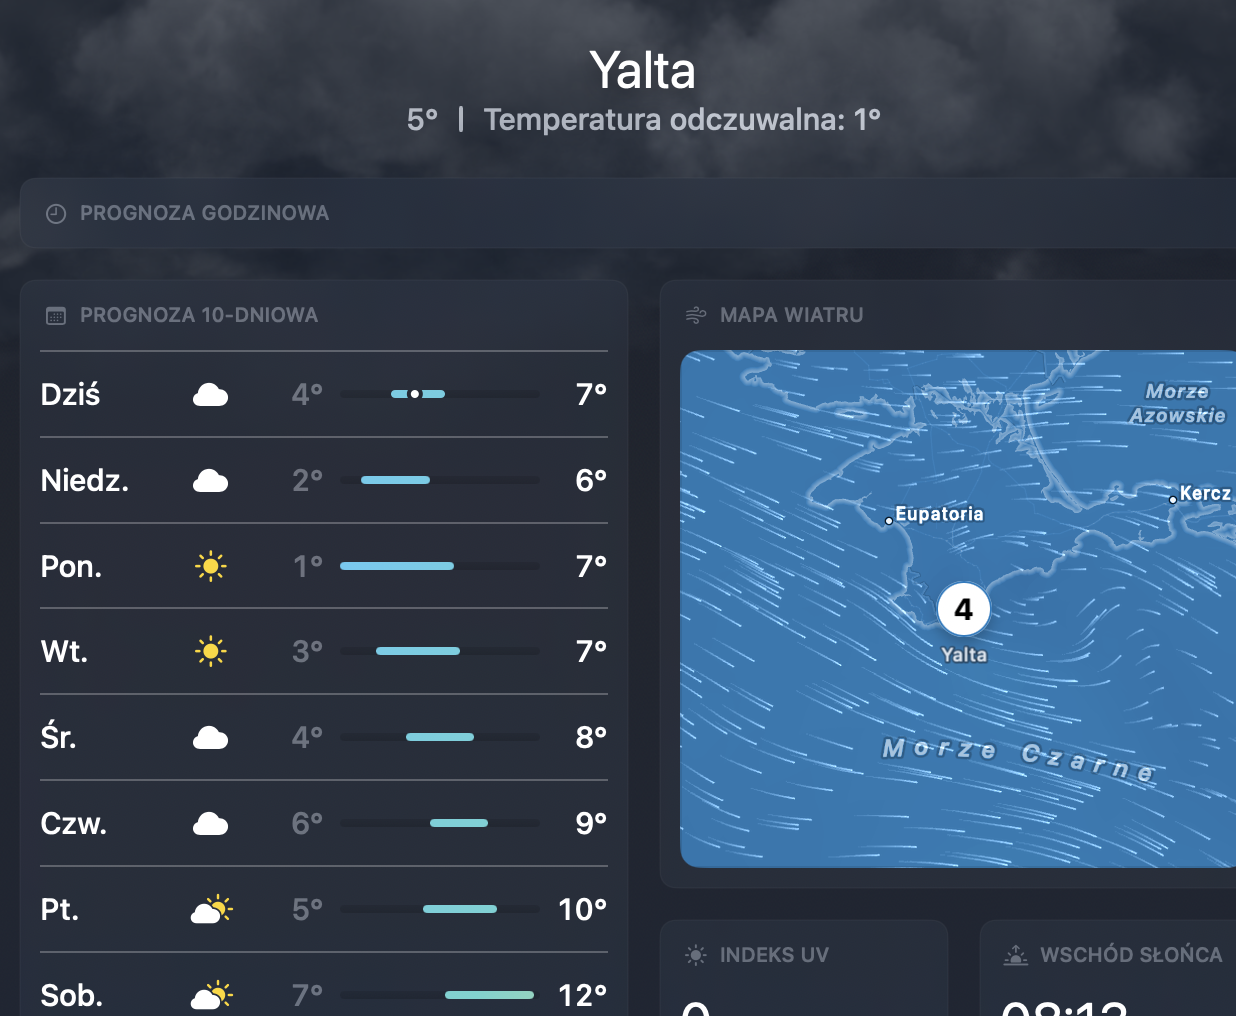 Yalta
5° | Temperatura odczuwalna: 1°
PROGNOZA GODZINOWA
PROGNOZA 10-DNIOWA
Dziś 4° 7°
Niedz. 2° 6°
Pon. 1° 7°
Wt. 3° 7°
Śr. 4° 8°
Czw. 6° 9°
Pt. 5° 10°
Sob. 7° 12°
MAPA WIATRU
Morze
Azowskie
Kercz
Eupatoria
4
Yalta
Morze Czarne
INDEKS UV
0
WSCHÓD SŁOŃCA